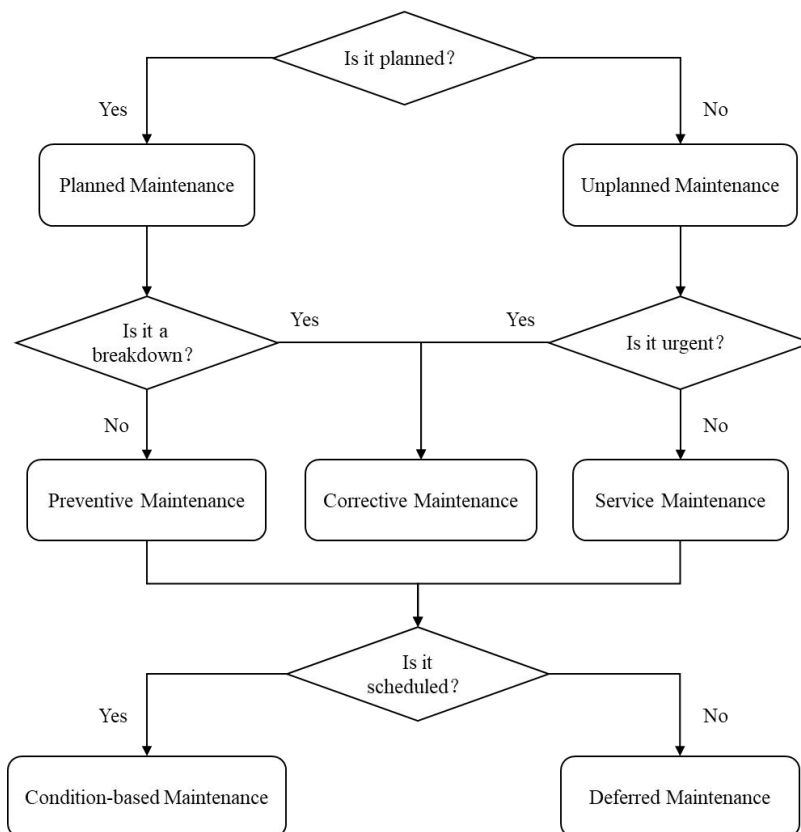 Is it planned?
Yes
No
Planned Maintenance
Unplanned Maintenance
Is it a
breakdown?
Yes
Yes
Is it urgent?
No
No
Preventive Maintenance
Corrective Maintenance
Service Maintenance
Is it
scheduled?
Yes
No
Condition-based Maintenance
Deferred Maintenance